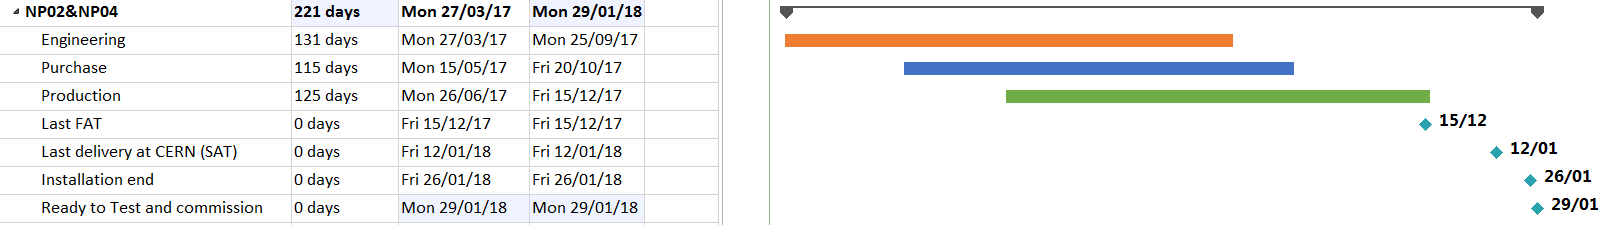 NP02&NP04 221 days Mon 27/03/17 Mon 29/01/18
Engineering 131 days Mon 27/03/17 Mon 25/09/17
Purchase 115 days Mon 15/05/17 Fri 20/10/17
Production 125 days Mon 26/06/17 Fri 15/12/17
Last FAT 0 days Fri 15/12/17 Fri 15/12/17 15/12
Last delivery at CERN (SAT) 0 days Fri 12/01/18 Fri 12/01/18 12/01
Installation end 0 days Fri 26/01/18 Fri 26/01/18 26/01
Ready to Test and commission 0 days Mon 29/01/18 Mon 29/01/18 29/01